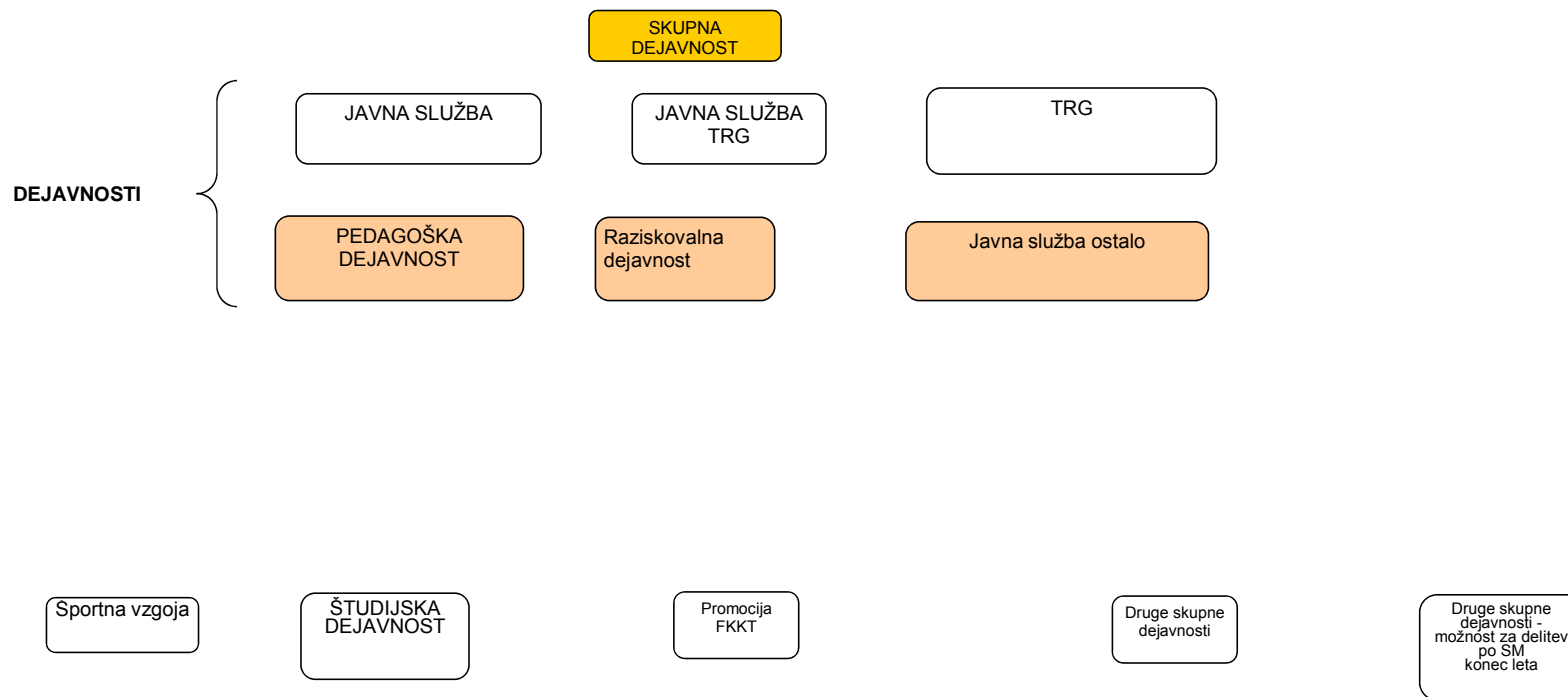 SKUPNA
DEJAVNOST
JAVNA SLUŽBA
JAVNA SLUŽBA
TRG
TRG
DEJAVNOSTI
PEDAGOŠKA
DEJAVNOST
Raziskovalna
dejavnost
Javna služba ostalo
Športna vzgoja
ŠTUDIJSKA
DEJAVNOST
Promocija
FKKT
Druge skupne
dejavnosti
Druge skupne
dejavnosti -
možnost za delitev
po SM
konec leta